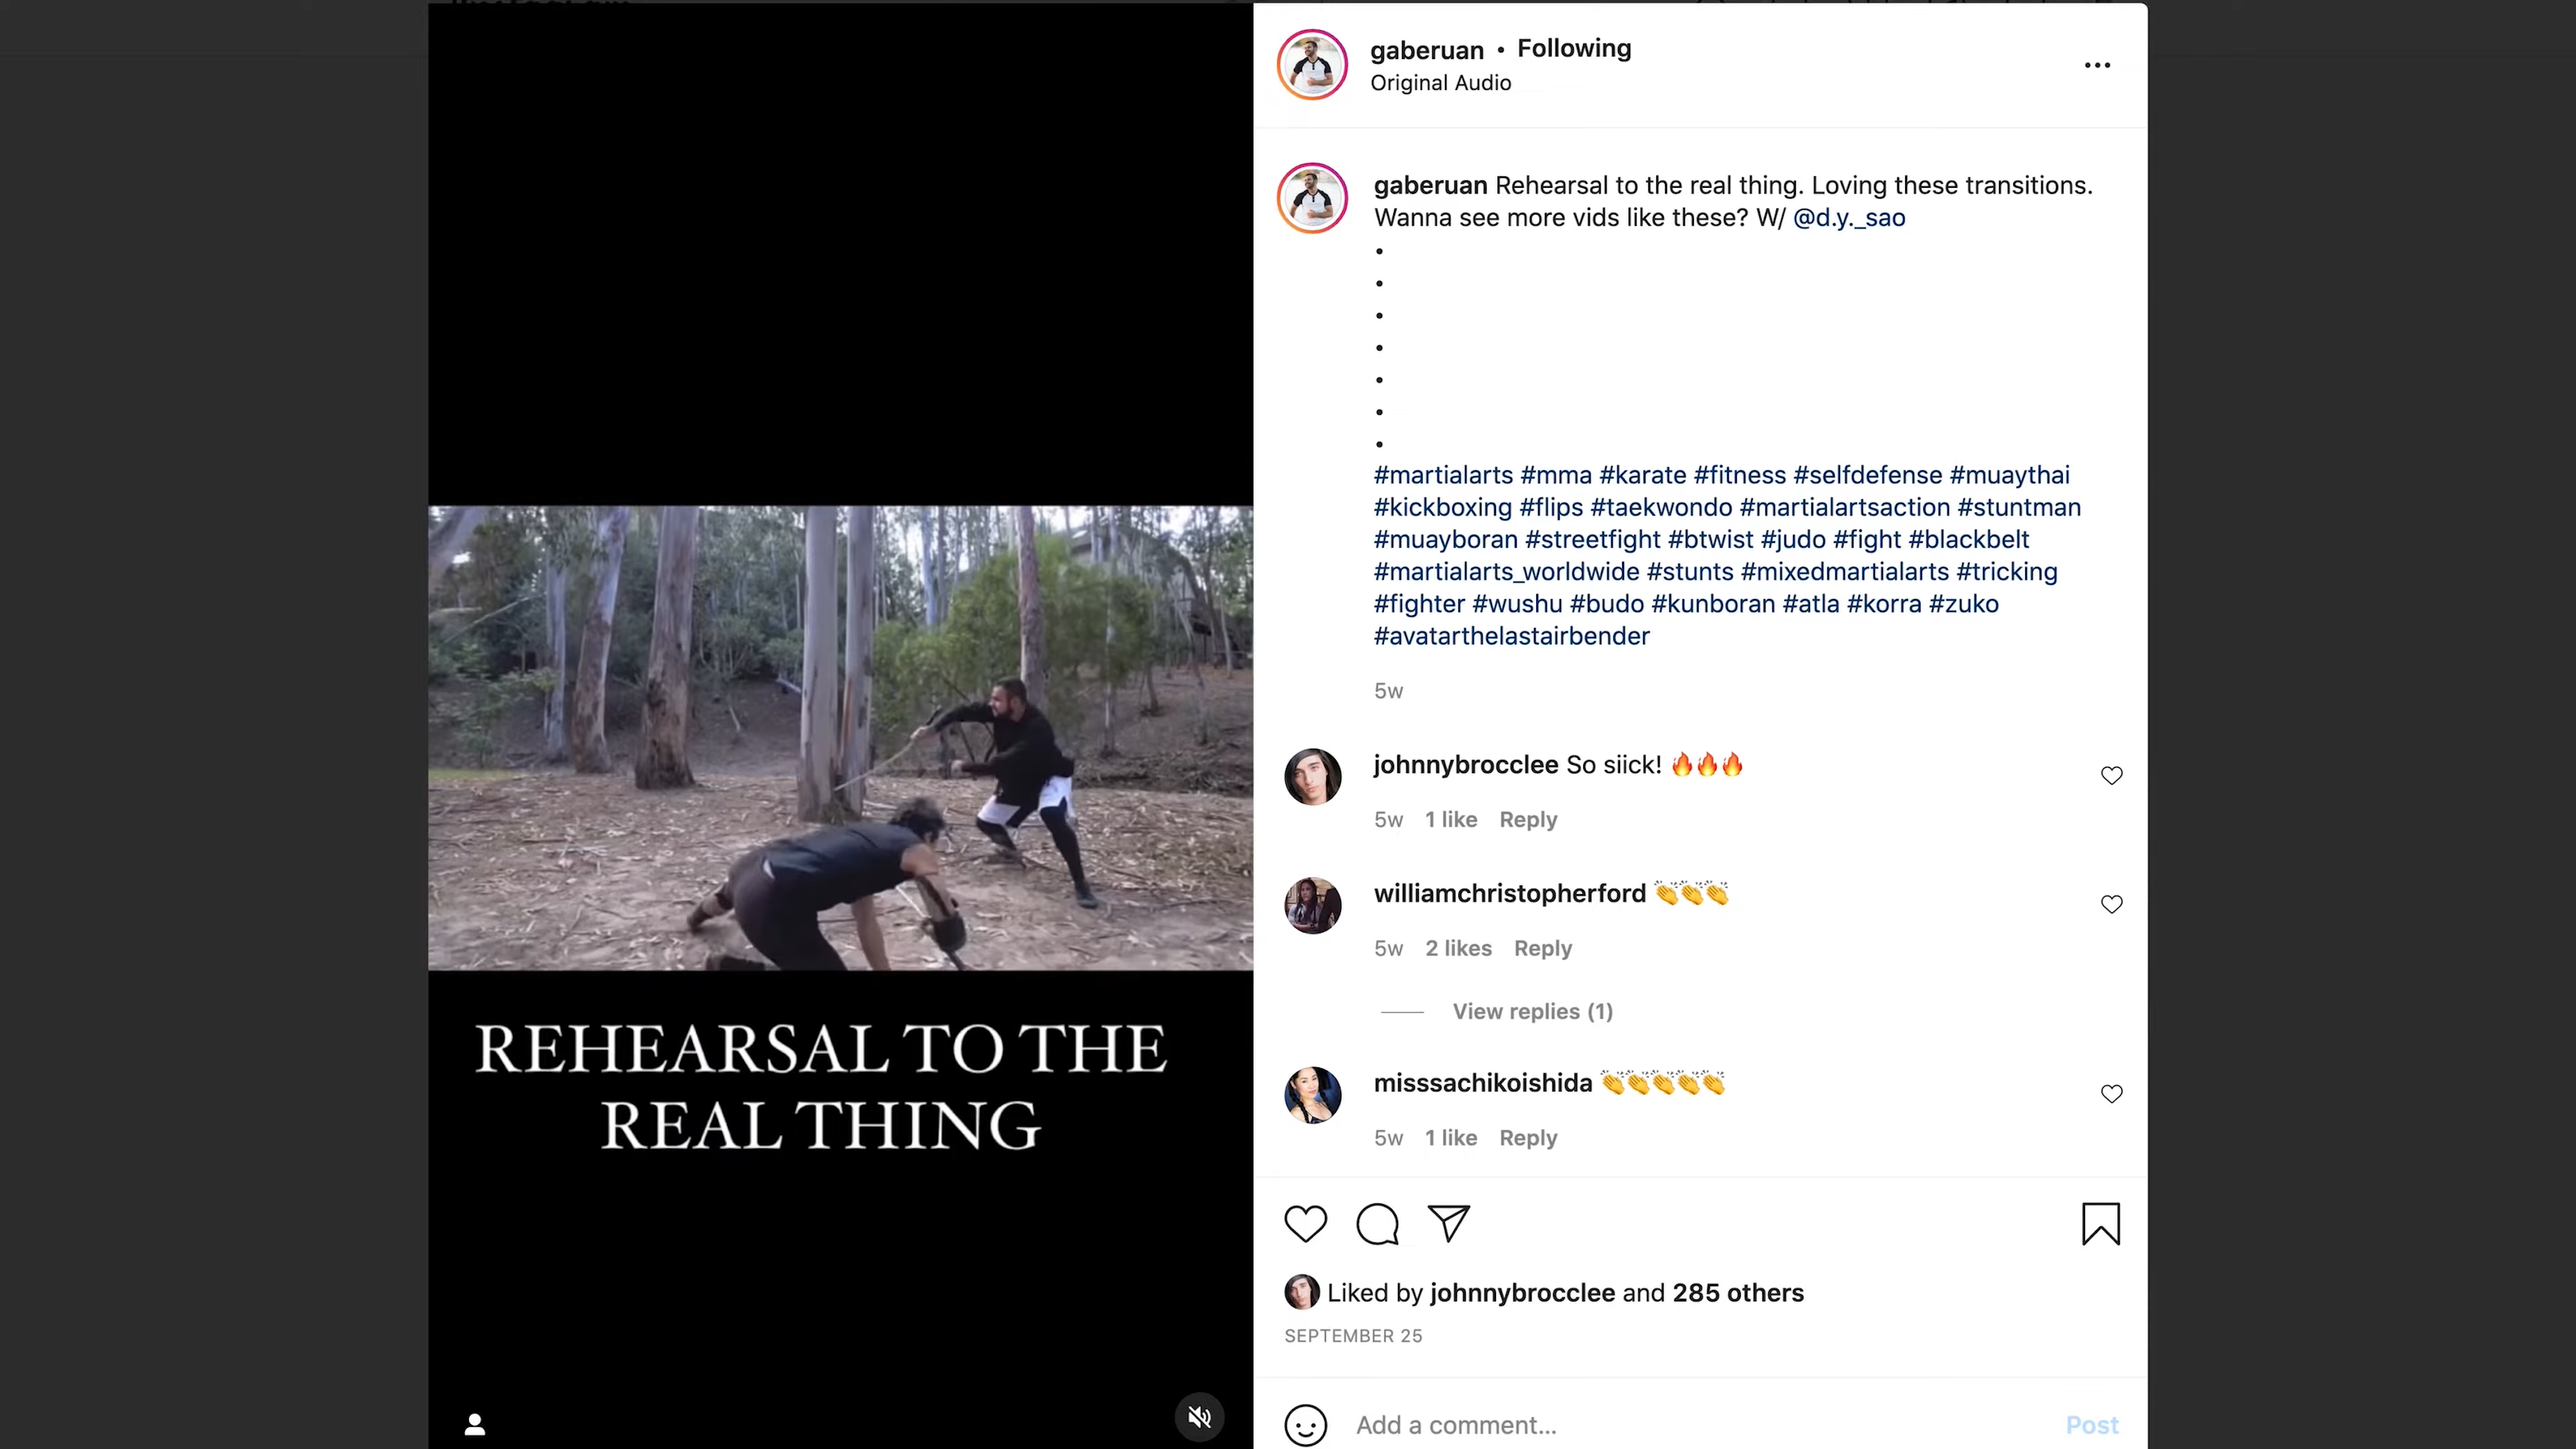 gaberuan • Following
Original Audio
gaberuan Rehearsal to the real thing. Loving these transitions.
Wanna see more vids like these? W/ @d.y._sao
•
•
•
•
•
•
•
#martialarts #mma #karate #fitness #selfdefense #muaythai
#kickboxing #flips #taekwondo #martialartsaction #stuntman
#muayboran #streetfight #btwist #judo #fight #blackbelt
#martialarts_worldwide #stunts #mixedmartialarts #tricking
#fighter #wushu #budo #kunboran #atla #korra #zuko
#avatarthelastairbender
5w
johnnybrocclee So siick! 🔥🔥🔥
5w 1 like Reply
williamchristopherford 👏👏👏
5w 2 likes Reply
View replies (1)
misssachikoishida 👏👏👏👏👏
5w 1 like Reply
Liked by johnnybrocclee and 285 others
SEPTEMBER 25
Add a comment... Post
REHEARSAL TO THE
REAL THING